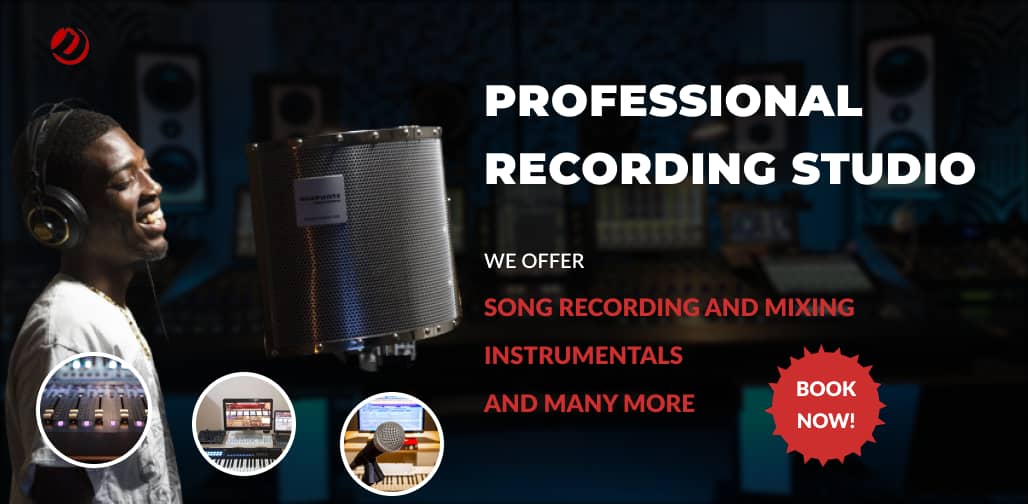 PROFESSIONAL
RECORDING STUDIO
WE OFFER
SONG RECORDING AND MIXING
INSTRUMENTALS
AND MANY MORE
BOOK
NOW!